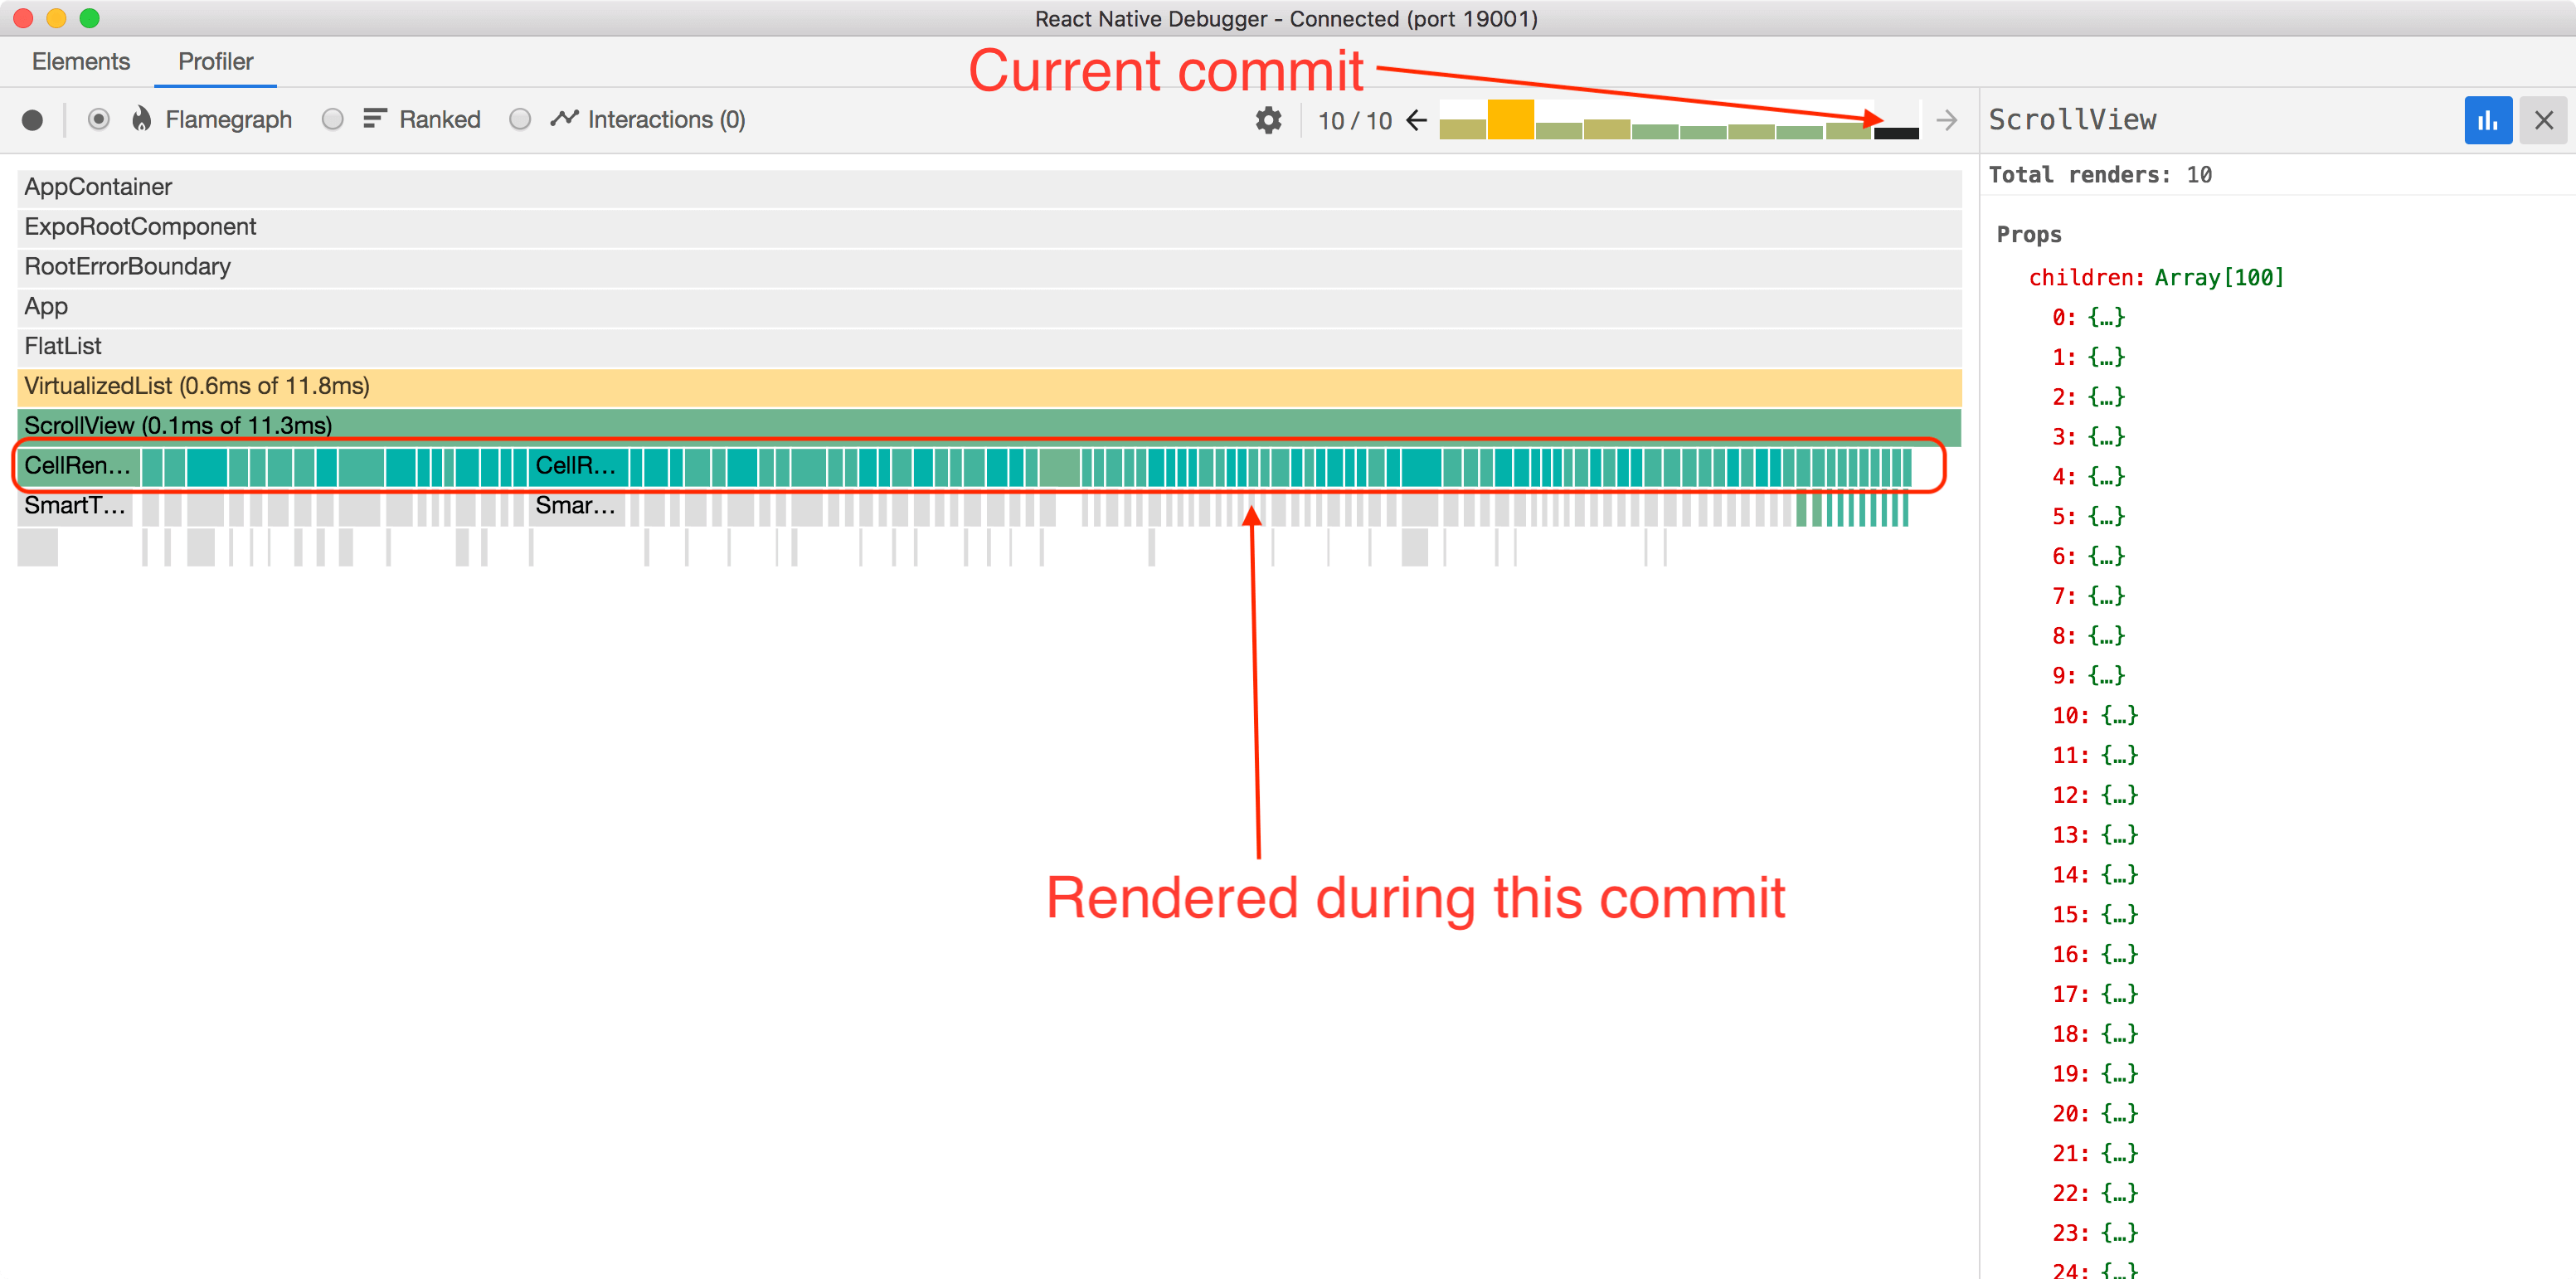 React Native Debugger - Connected (port 19001)
Elements
Profiler
Current commit
Flamegraph
Ranked
Interactions (0)
10 / 10
ScrollView
Total renders: 10
AppContainer
ExpoRootComponent
RootErrorBoundary
App
FlatList
VirtualizedList (0.6ms of 11.8ms)
ScrollView (0.1ms of 11.3ms)
CellRen…
CellR…
SmartT…
Smar…
Rendered during this commit
Props
children: Array[100]
0: {…}
1: {…}
2: {…}
3: {…}
4: {…}
5: {…}
6: {…}
7: {…}
8: {…}
9: {…}
10: {…}
11: {…}
12: {…}
13: {…}
14: {…}
15: {…}
16: {…}
17: {…}
18: {…}
19: {…}
20: {…}
21: {…}
22: {…}
23: {…}
24: {…}